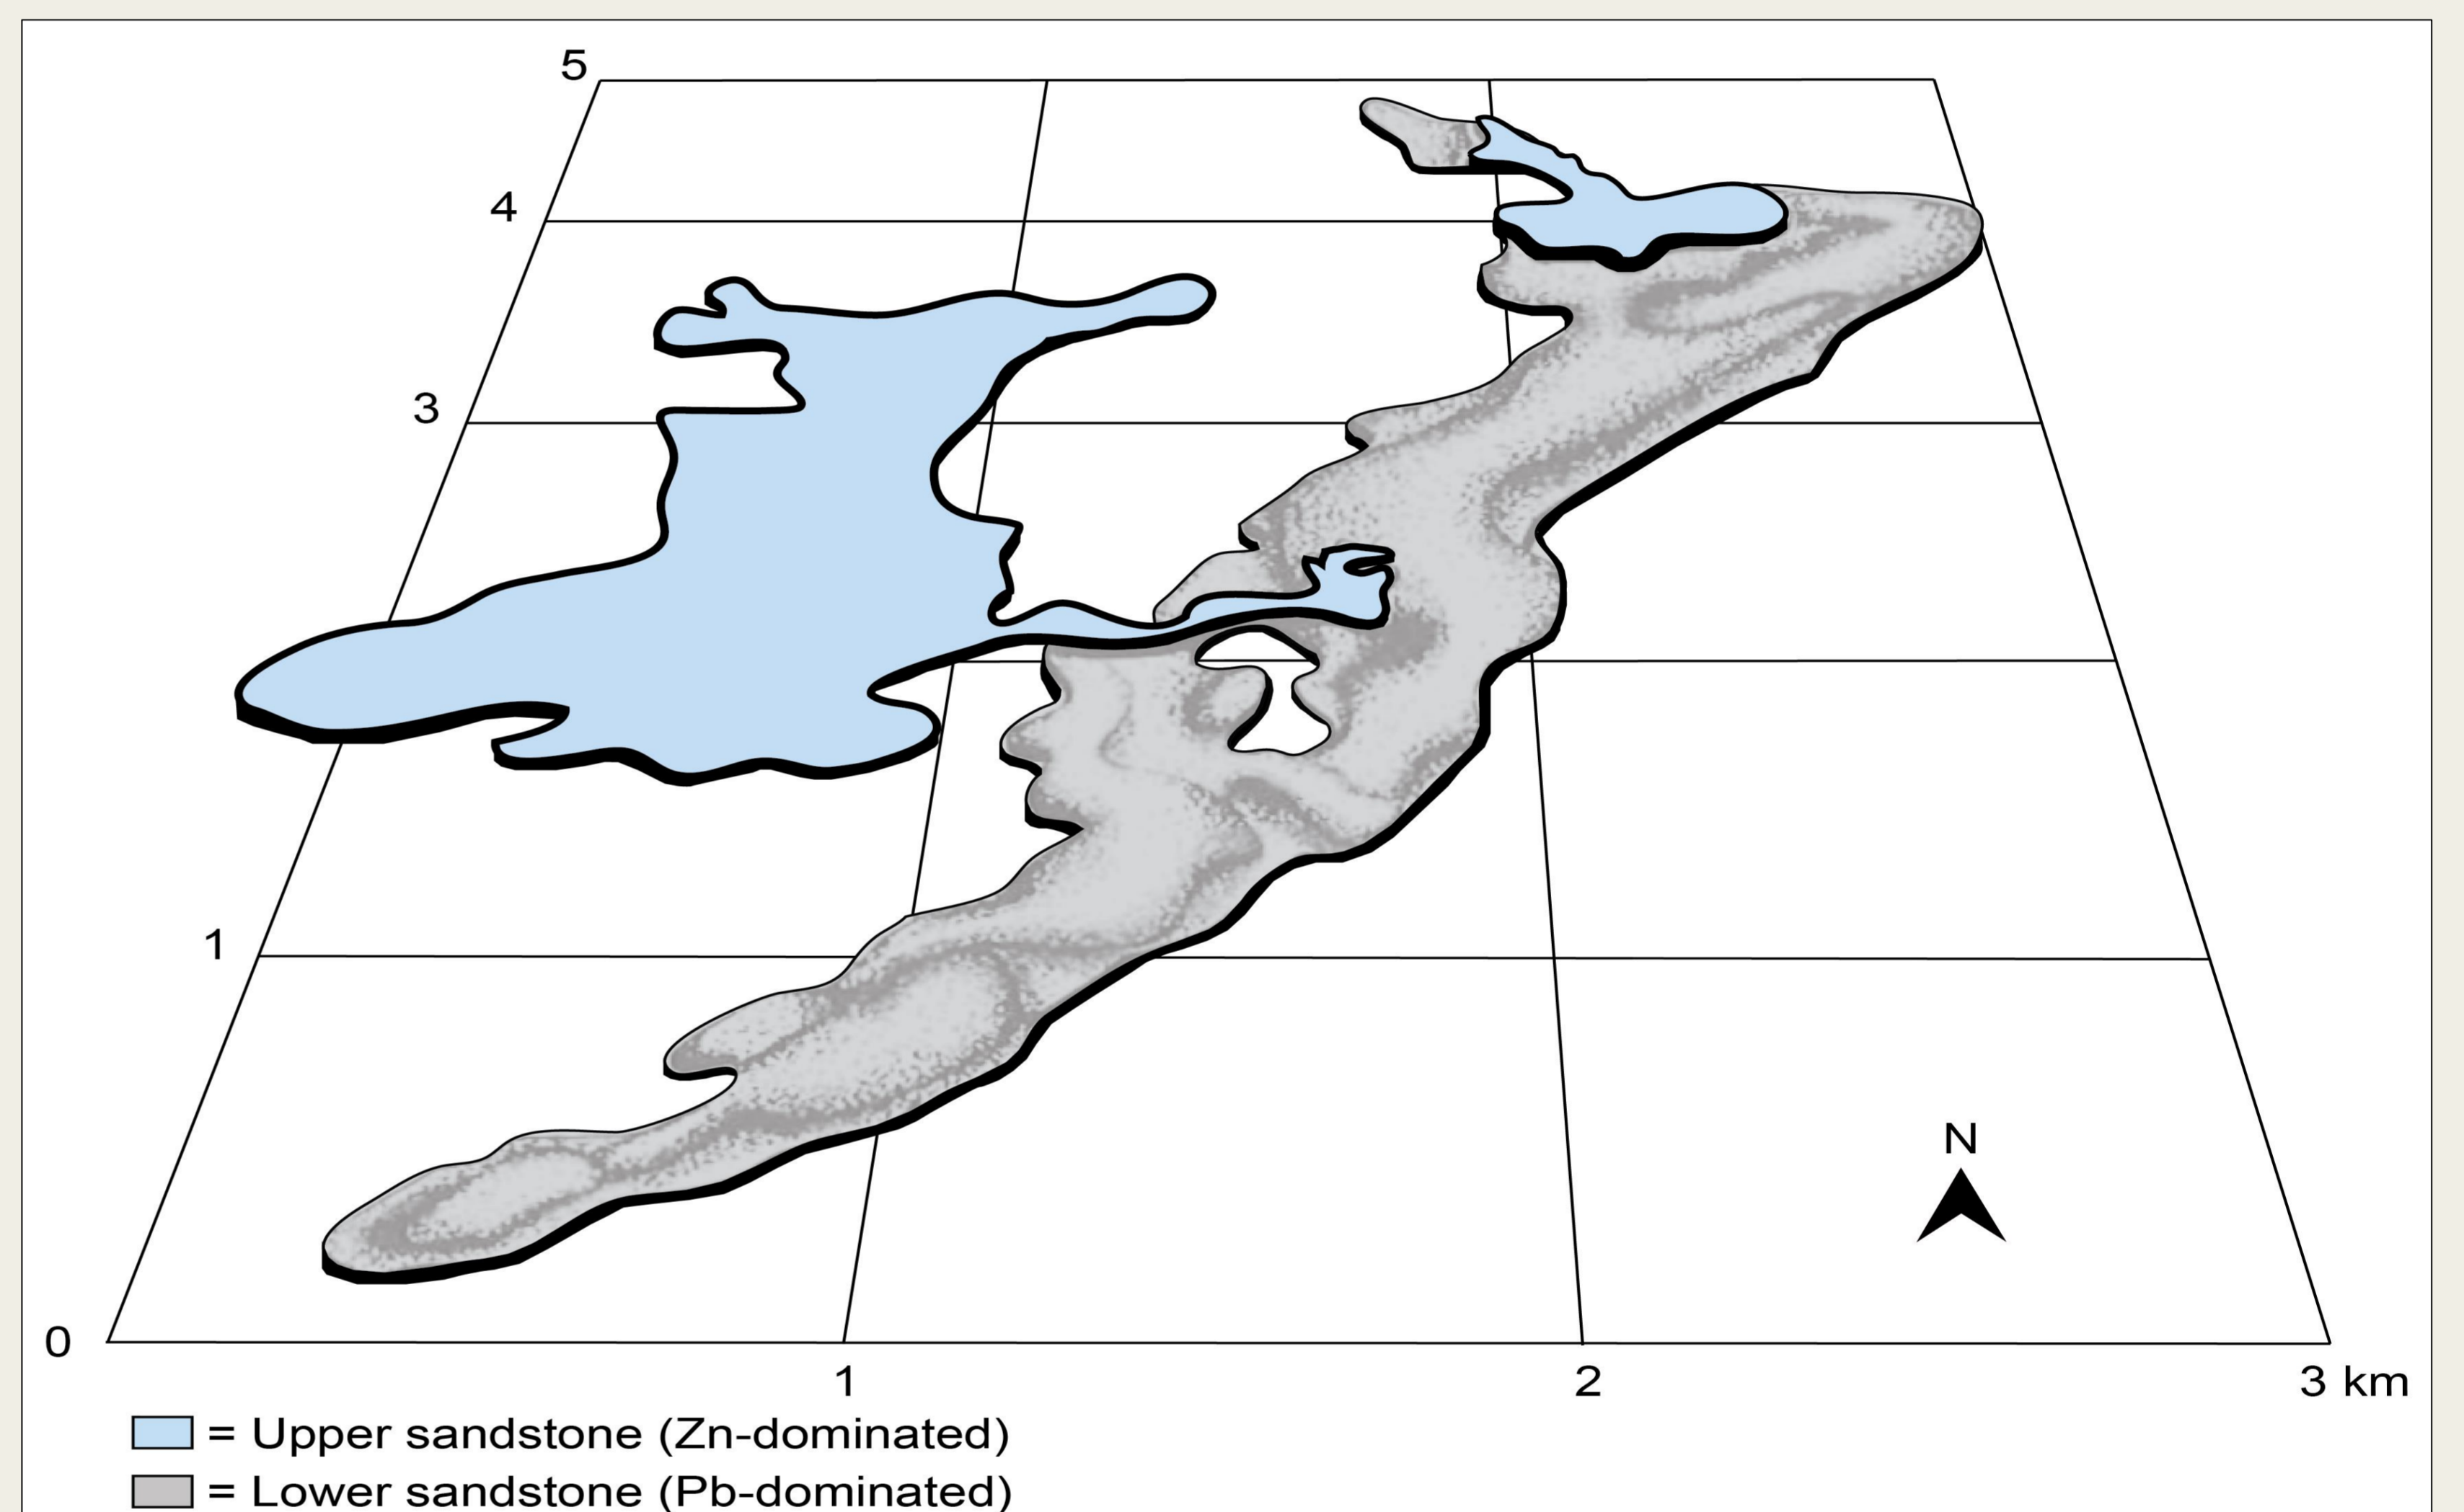 5
4
3
1
0
N
1 2 3 km
= Upper sandstone (Zn-dominated)
= Lower sandstone (Pb-dominated)